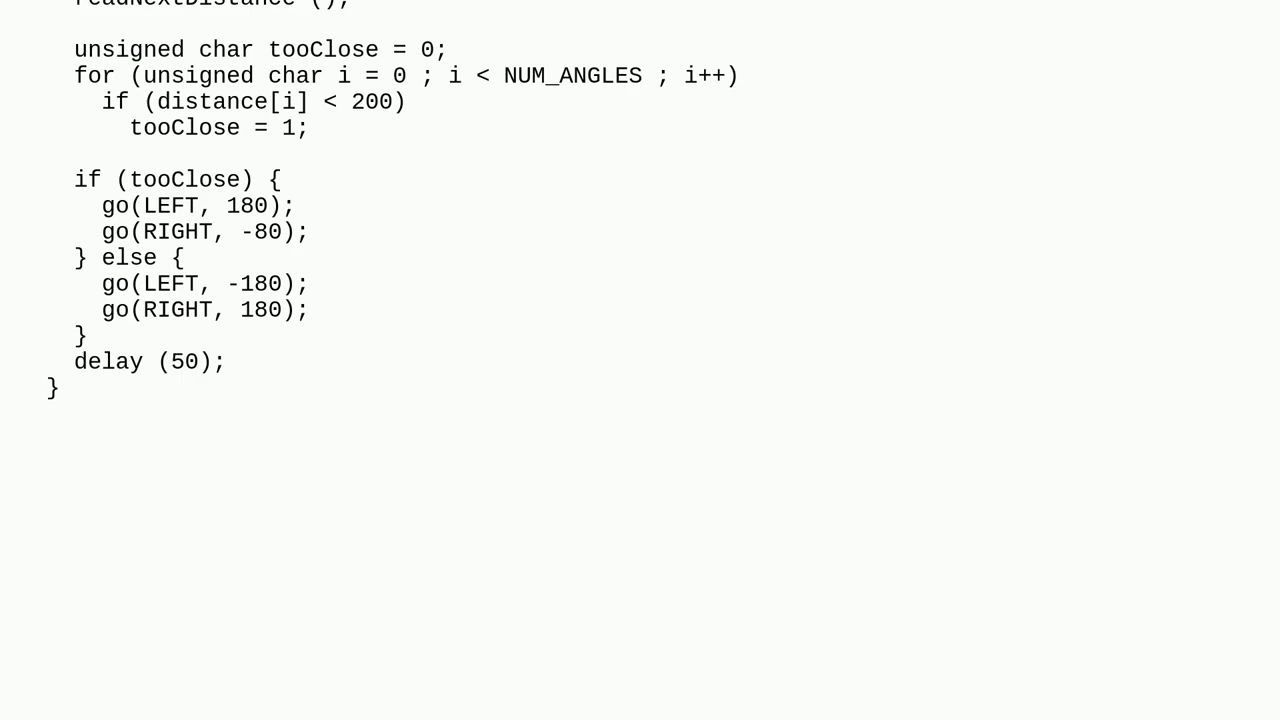 readNextDistance ();
unsigned char tooClose = 0;
for (unsigned char i = 0 ; i < NUM_ANGLES ; i++)
if (distance[i] < 200)
tooClose = 1;
if (tooClose) {
go(LEFT, 180);
go(RIGHT, -80);
} else {
go(LEFT, -180);
go(RIGHT, 180);
}
delay (50);
}